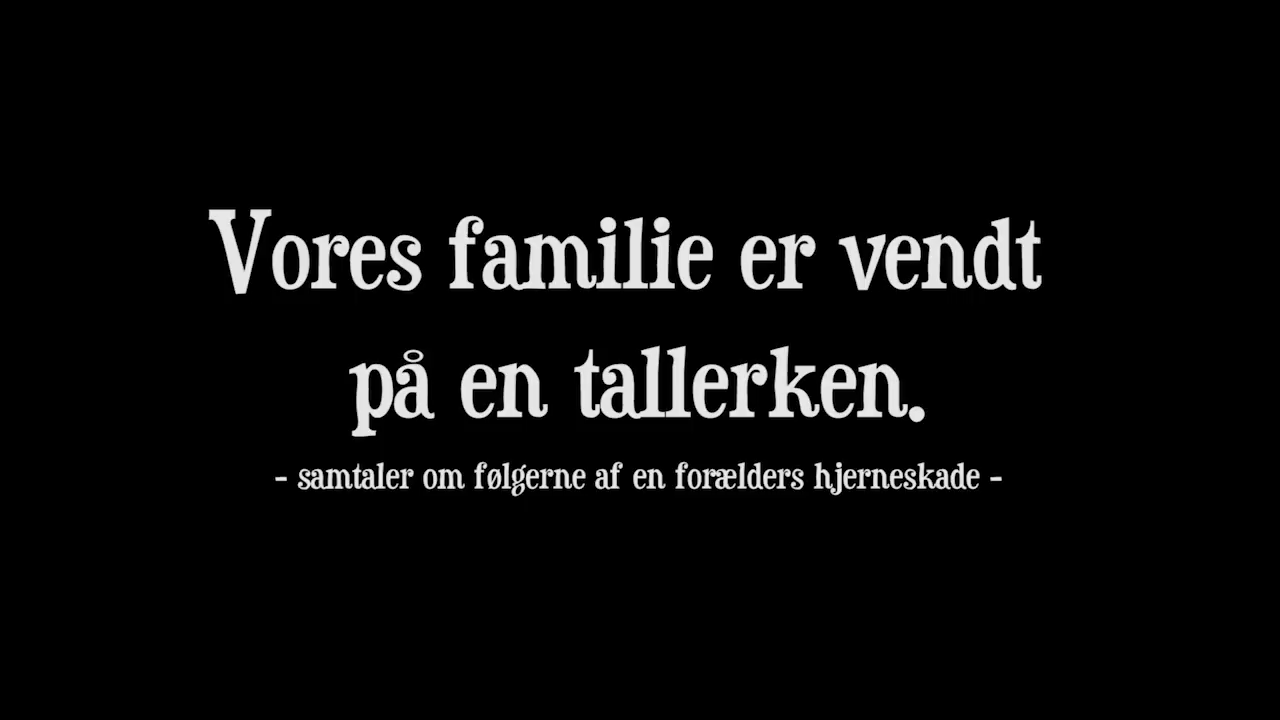 Vores familie er vendt
på en tallerken.
- samtaler om følgerne af en forælders hjerneskade -